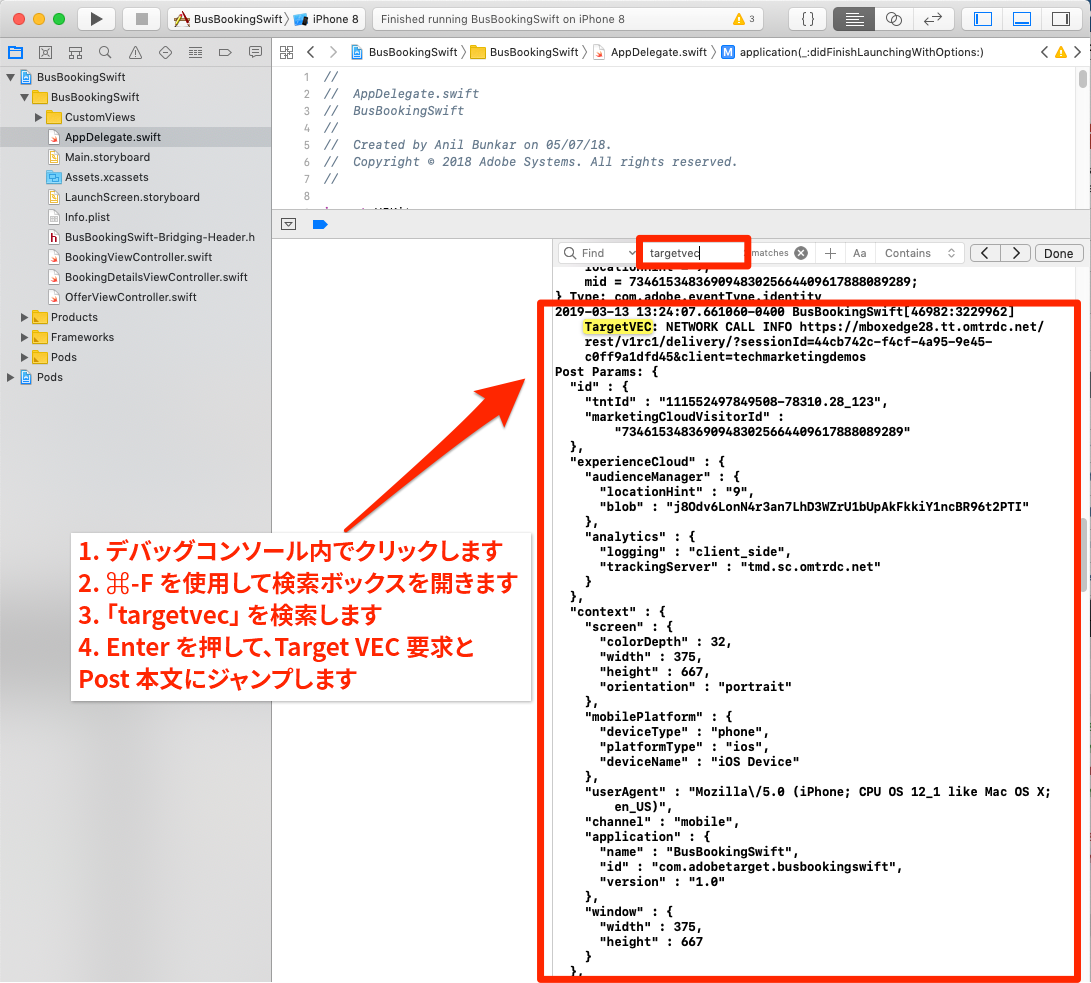 BusBookingSwift iPhone 8
Finished running BusBookingSwift on iPhone 8
3
{ }
BusBookingSwift
BusBookingSwift
CustomViews
AppDelegate.swift
Main.storyboard
Assets.xcassets
LaunchScreen.storyboard
Info.plist
BusBookingSwift-Bridging-Header.h
BookingViewController.swift
BookingDetailsViewController.swift
OfferViewController.swift
Products
Frameworks
Pods
Pods
BusBookingSwift BusBookingSwift AppDelegate.swift M application(_:didFinishLaunchingWithOptions:)
1 //
2 // AppDelegate.swift
3 // BusBookingSwift
4 //
5 // Created by Anil Bunkar on 05/07/18.
6 // Copyright © 2018 Adobe Systems. All rights reserved.
7 //
8
Find targetvec matches + Aa Contains Done
mid = 73461534836909483025664409617888089289;
} Type: com.adobe.eventType.identity
2019-03-13 13:24:07.661060-0400 BusBookingSwift[46982:3229962]
TargetVEC: NETWORK CALL INFO https://mboxedge28.tt.omtrdc.net/
rest/v1rc1/delivery/?sessionId=44cb742c-f4cf-4a95-9e45-
c0ff9a1dfd45&client=techmarketingdemos
Post Params: {
"id" : {
"tntId" : "111552497849508-78310.28_123",
"marketingCloudVisitorId" :
"73461534836909483025664409617888089289"
},
"experienceCloud" : {
"audienceManager" : {
"locationHint" : "9",
"blob" : "j8Odv6LonN4r3an7LhD3WZrU1bUpAkFkkiY1ncBR96t2PTI"
},
"analytics" : {
"logging" : "client_side",
"trackingServer" : "tmd.sc.omtrdc.net"
}
},
"context" : {
"screen" : {
"colorDepth" : 32,
"width" : 375,
"height" : 667,
"orientation" : "portrait"
},
"mobilePlatform" : {
"deviceType" : "phone",
"platformType" : "ios",
"deviceName" : "iOS Device"
},
"userAgent" : "Mozilla\/5.0 (iPhone; CPU OS 12_1 like Mac OS X;
en_US)",
"channel" : "mobile",
"application" : {
"name" : "BusBookingSwift",
"id" : "com.adobetarget.busbookingswift",
"version" : "1.0"
},
"window" : {
"width" : 375,
"height" : 667
}
},
1. デバッグコンソール内でクリックします
2. ⌘-F を使用して検索ボックスを開きます
3. 「targetvec」 を検索します
4. Enter を押して、Target VEC 要求と
Post 本文にジャンプします